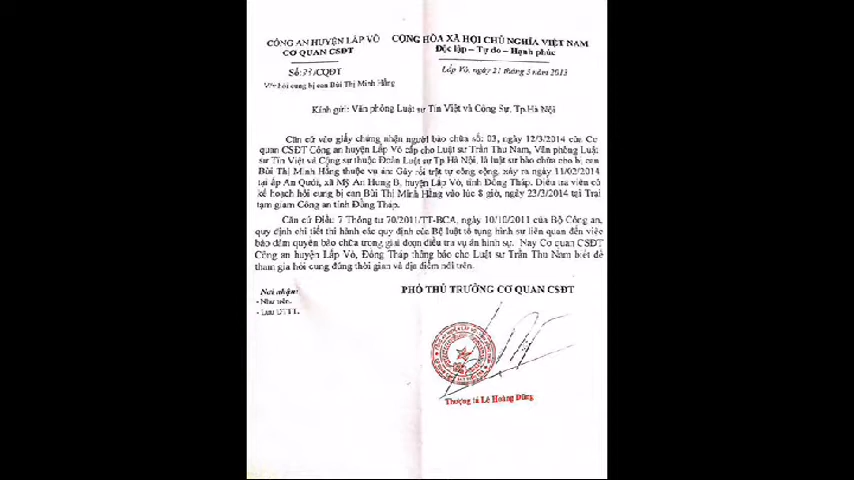 CÔNG AN HUYỆN LẤP VÒ
CƠ QUAN CSĐT
CỘNG HÒA XÃ HỘI CHỦ NGHĨA VIỆT NAM
Độc lập – Tự do – Hạnh phúc
Số: /CQĐT
V/v hỏi cung bị can Bùi Thị Minh Hằng
Lấp Vò, ngày 21 tháng 3 năm 2013
Kính gửi: Văn phòng Luật sư Tín Việt và Cộng Sự, Tp.Hà Nội
Căn cứ vào giấy chứng nhận người bào chữa số: 03, ngày 12/3/2014 của Cơ
quan CSĐT Công an huyện Lấp Vò cấp cho Luật sư Trần Thu Nam, Văn phòng Luật
sư Tín Việt và Cộng sự thuộc Đoàn Luật sư Tp.Hà Nội, là luật sư bào chữa cho bị can
Bùi Thị Minh Hằng thuộc vụ án: Gây rối trật tự công cộng, xảy ra ngày 11/02/2014
tại ấp An Quới, xã Mỹ An Hưng B, huyện Lấp Vò, tỉnh Đồng Tháp. Điều tra viên có
kế hoạch hỏi cung bị can Bùi Thị Minh Hằng vào lúc 8 giờ, ngày 23/3/2014 tại Trại
tạm giam Công an tỉnh Đồng Tháp.
Căn cứ Điều 7 Thông tư 70/2011/TT-BCA, ngày 10/10/2011 của Bộ Công an,
quy định chi tiết thi hành các quy định của Bộ luật tố tụng hình sự liên quan đến việc
bảo đảm quyền bào chữa trong giai đoạn điều tra vụ án hình sự. Nay Cơ quan CSĐT
Công an huyện Lấp Vò, Đồng Tháp thông báo cho Luật sư Trần Thu Nam biết để
tham gia hỏi cung đúng thời gian và địa điểm nói trên.
Nơi nhận:
- Như trên.
- Lưu ĐTTT.
PHÓ THỦ TRƯỞNG CƠ QUAN CSĐT
Thượng tá Lê Hoàng Dũng